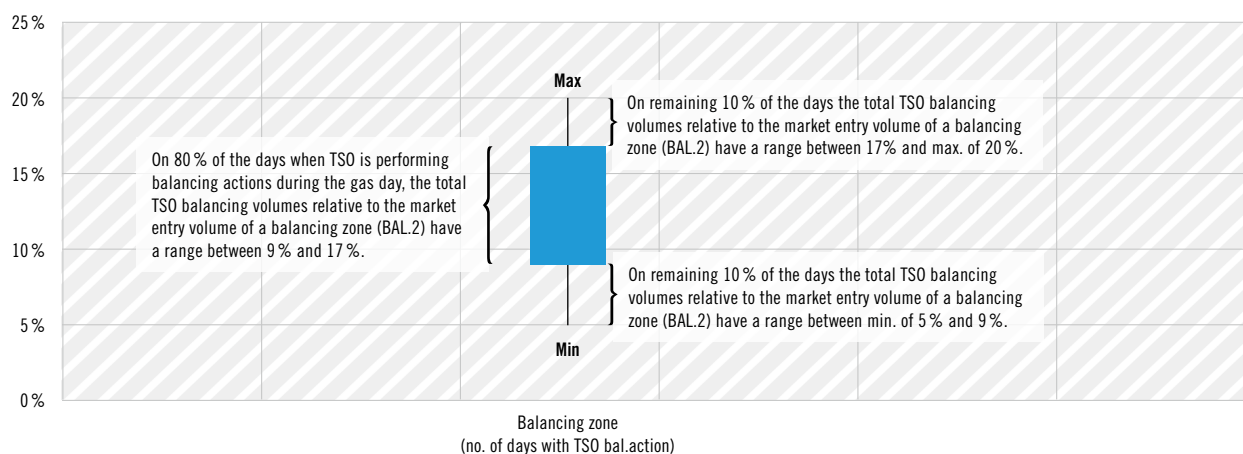 25 %
20 %
15 %
10 %
5 %
0 %
Max
On remaining 10 % of the days the total TSO balancing
volumes relative to the market entry volume of a balancing
zone (BAL.2) have a range between 17% and max. of 20 %.
On 80 % of the days when TSO is performing
balancing actions during the gas day, the total
TSO balancing volumes relative to the market
entry volume of a balancing zone (BAL.2) have
a range between 9 % and 17 %.
On remaining 10 % of the days the total TSO balancing
volumes relative to the market entry volume of a balancing
zone (BAL.2) have a range between min. of 5 % and 9 %.
Min
Balancing zone
(no. of days with TSO bal.action)